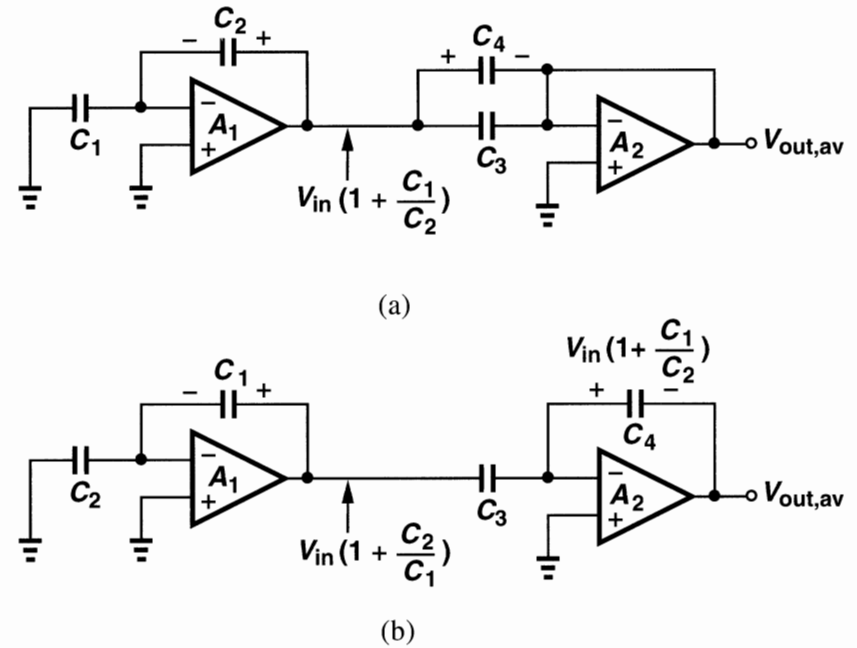 C2
− +
C1
−
A1
+
Vin (1 + C1/C2)
C4
+ −
C3
−
A2
+
Vout,av
(a)
C1
− +
C2
−
A1
+
Vin (1 + C2/C1)
C3
Vin (1+ C1/C2)
+ −
C4
−
A2
+
Vout,av
(b)